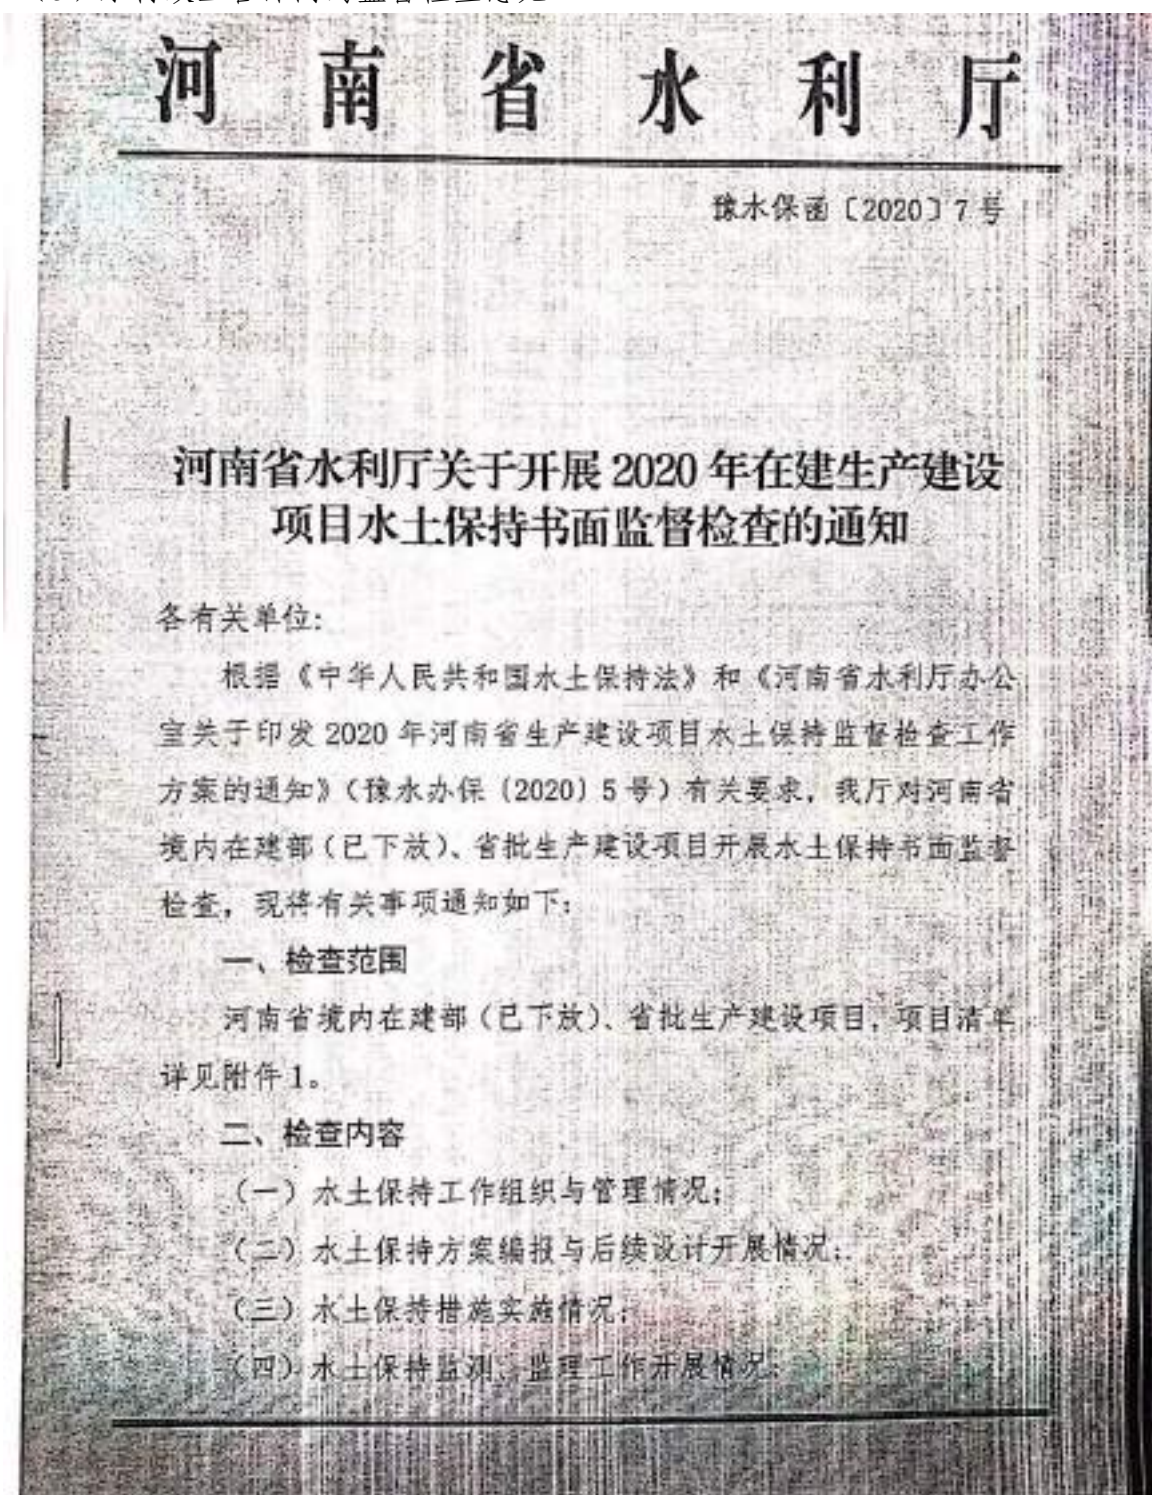 河南省水利厅
豫水保函〔2020〕7号
河南省水利厅关于开展2020年在建生产建设
项目水土保持书面监督检查的通知
各有关单位:
根据《中华人民共和国水土保持法》和《河南省水利厅办公
室关于印发2020年河南省生产建设项目水土保持监督检查工作
方案的通知》(豫水办保〔2020〕5号)有关要求,我厅对河南省
境内在建部(已下放)、省批生产建设项目开展水土保持书面监督
检查,现将有关事项通知如下:
一、检查范围
河南省境内在建部(已下放)、省批生产建设项目,项目清单
详见附件1。
二、检查内容
(一)水土保持工作组织与管理情况;
(二)水土保持方案编报与后续设计开展情况;
(三)水土保持措施实施情况;
(四)水土保持监测、监理工作开展情况;